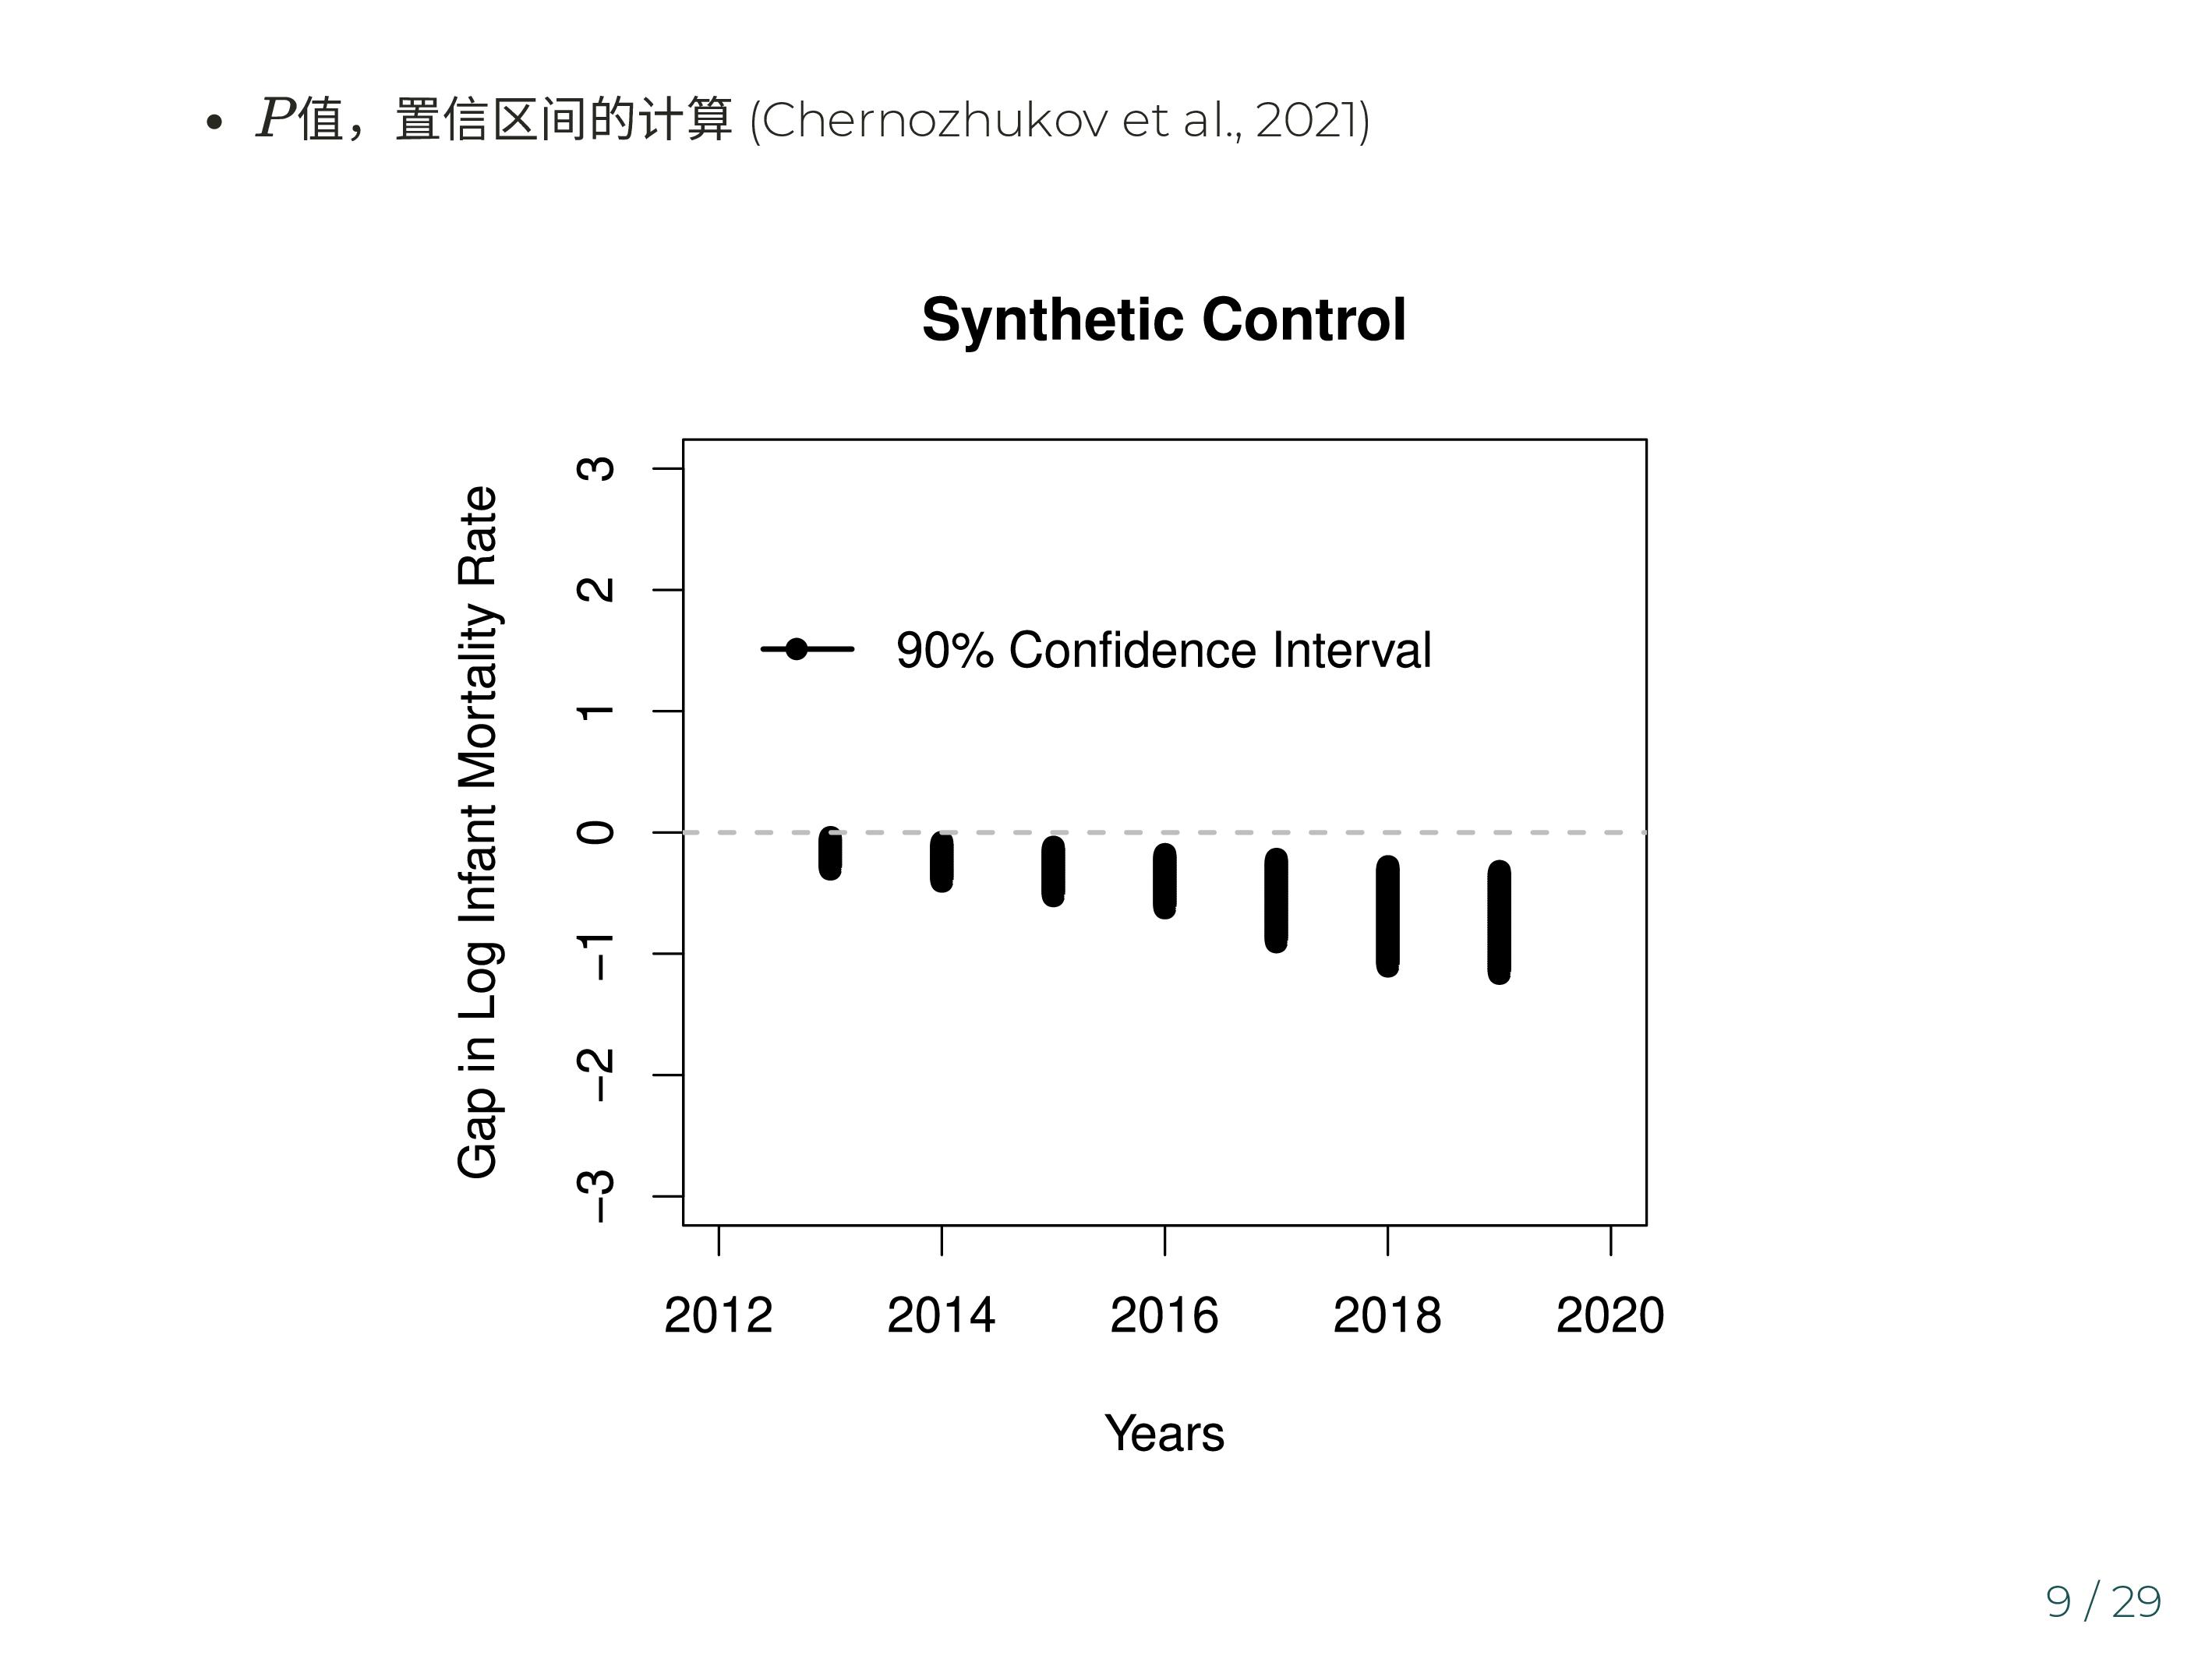 • P值，置信区间的计算 (Chernozhukov et al., 2021)
Synthetic Control
Gap in Log Infant Mortality Rate
3
2
1
0
−1
−2
−3
90% Confidence Interval
2012 2014 2016 2018 2020
Years
9 / 29